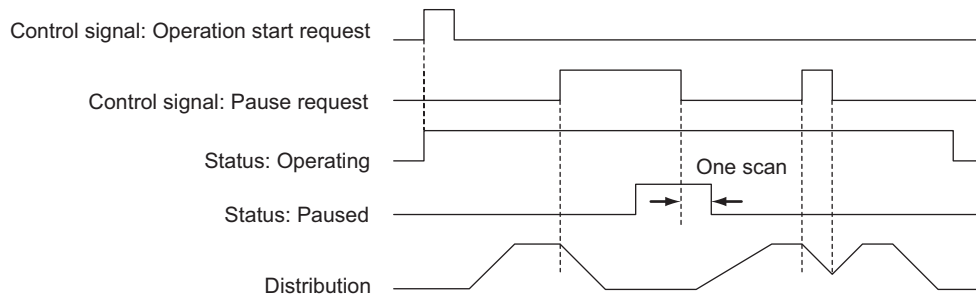 Control signal: Operation start request
Control signal: Pause request
Status: Operating
One scan
Status: Paused
Distribution